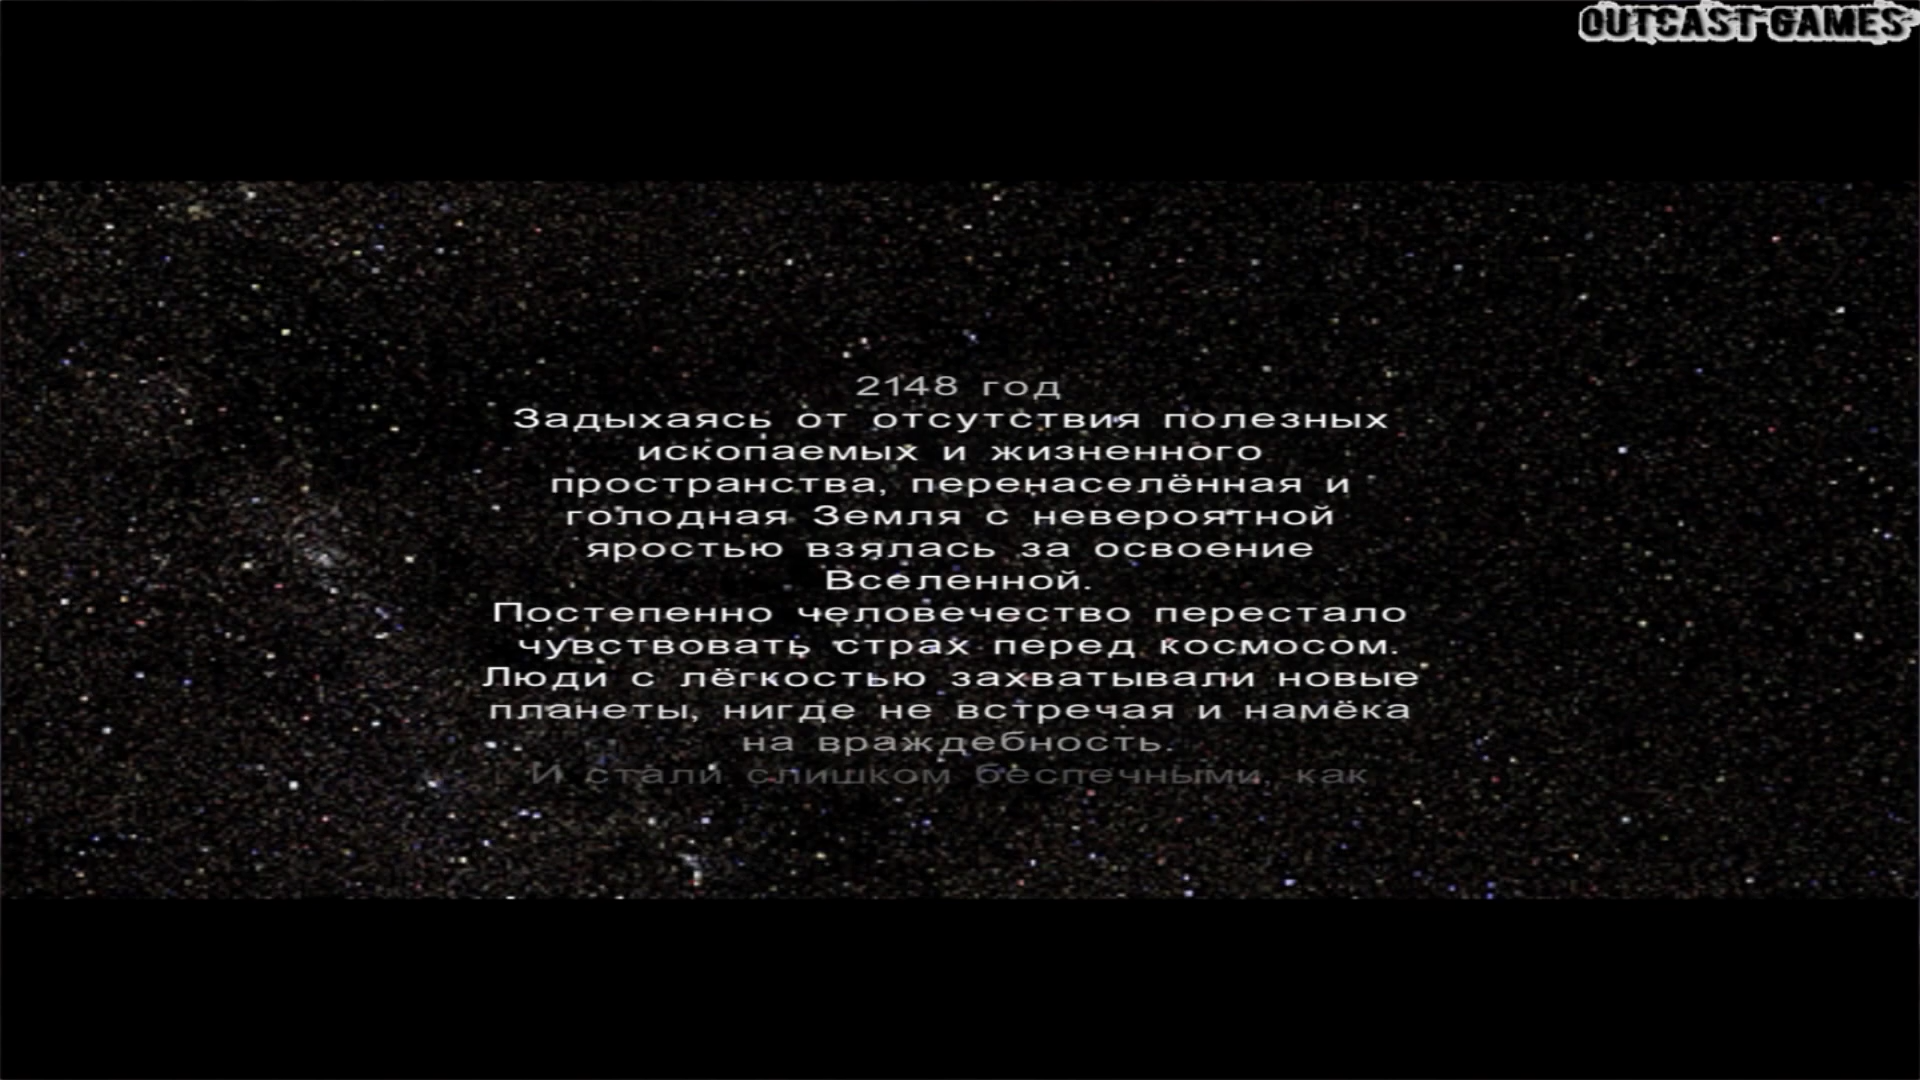 OUTCAST GAMES
2148 год
Задыхаясь от отсутствия полезных
ископаемых и жизненного
пространства, перенаселённая и
голодная Земля с невероятной
яростью взялась за освоение
Вселенной.
Постепенно человечество перестало
чувствовать страх перед космосом.
Люди с лёгкостью захватывали новые
планеты, нигде не встречая и намёка
на враждебность.
И стали слишком беспечными, как